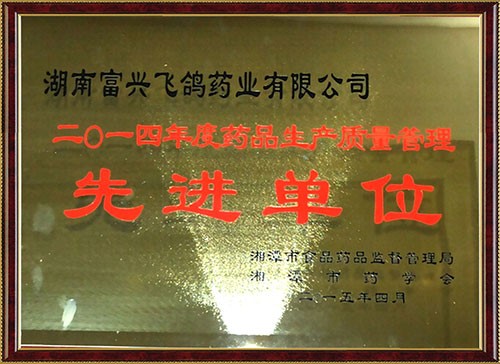 湖南富兴飞鸽药业有限公司
二〇一四年度药品生产质量管理
先进单位
湘潭市食品药品监督管理局
湘潭市药学会
二〇一五年四月